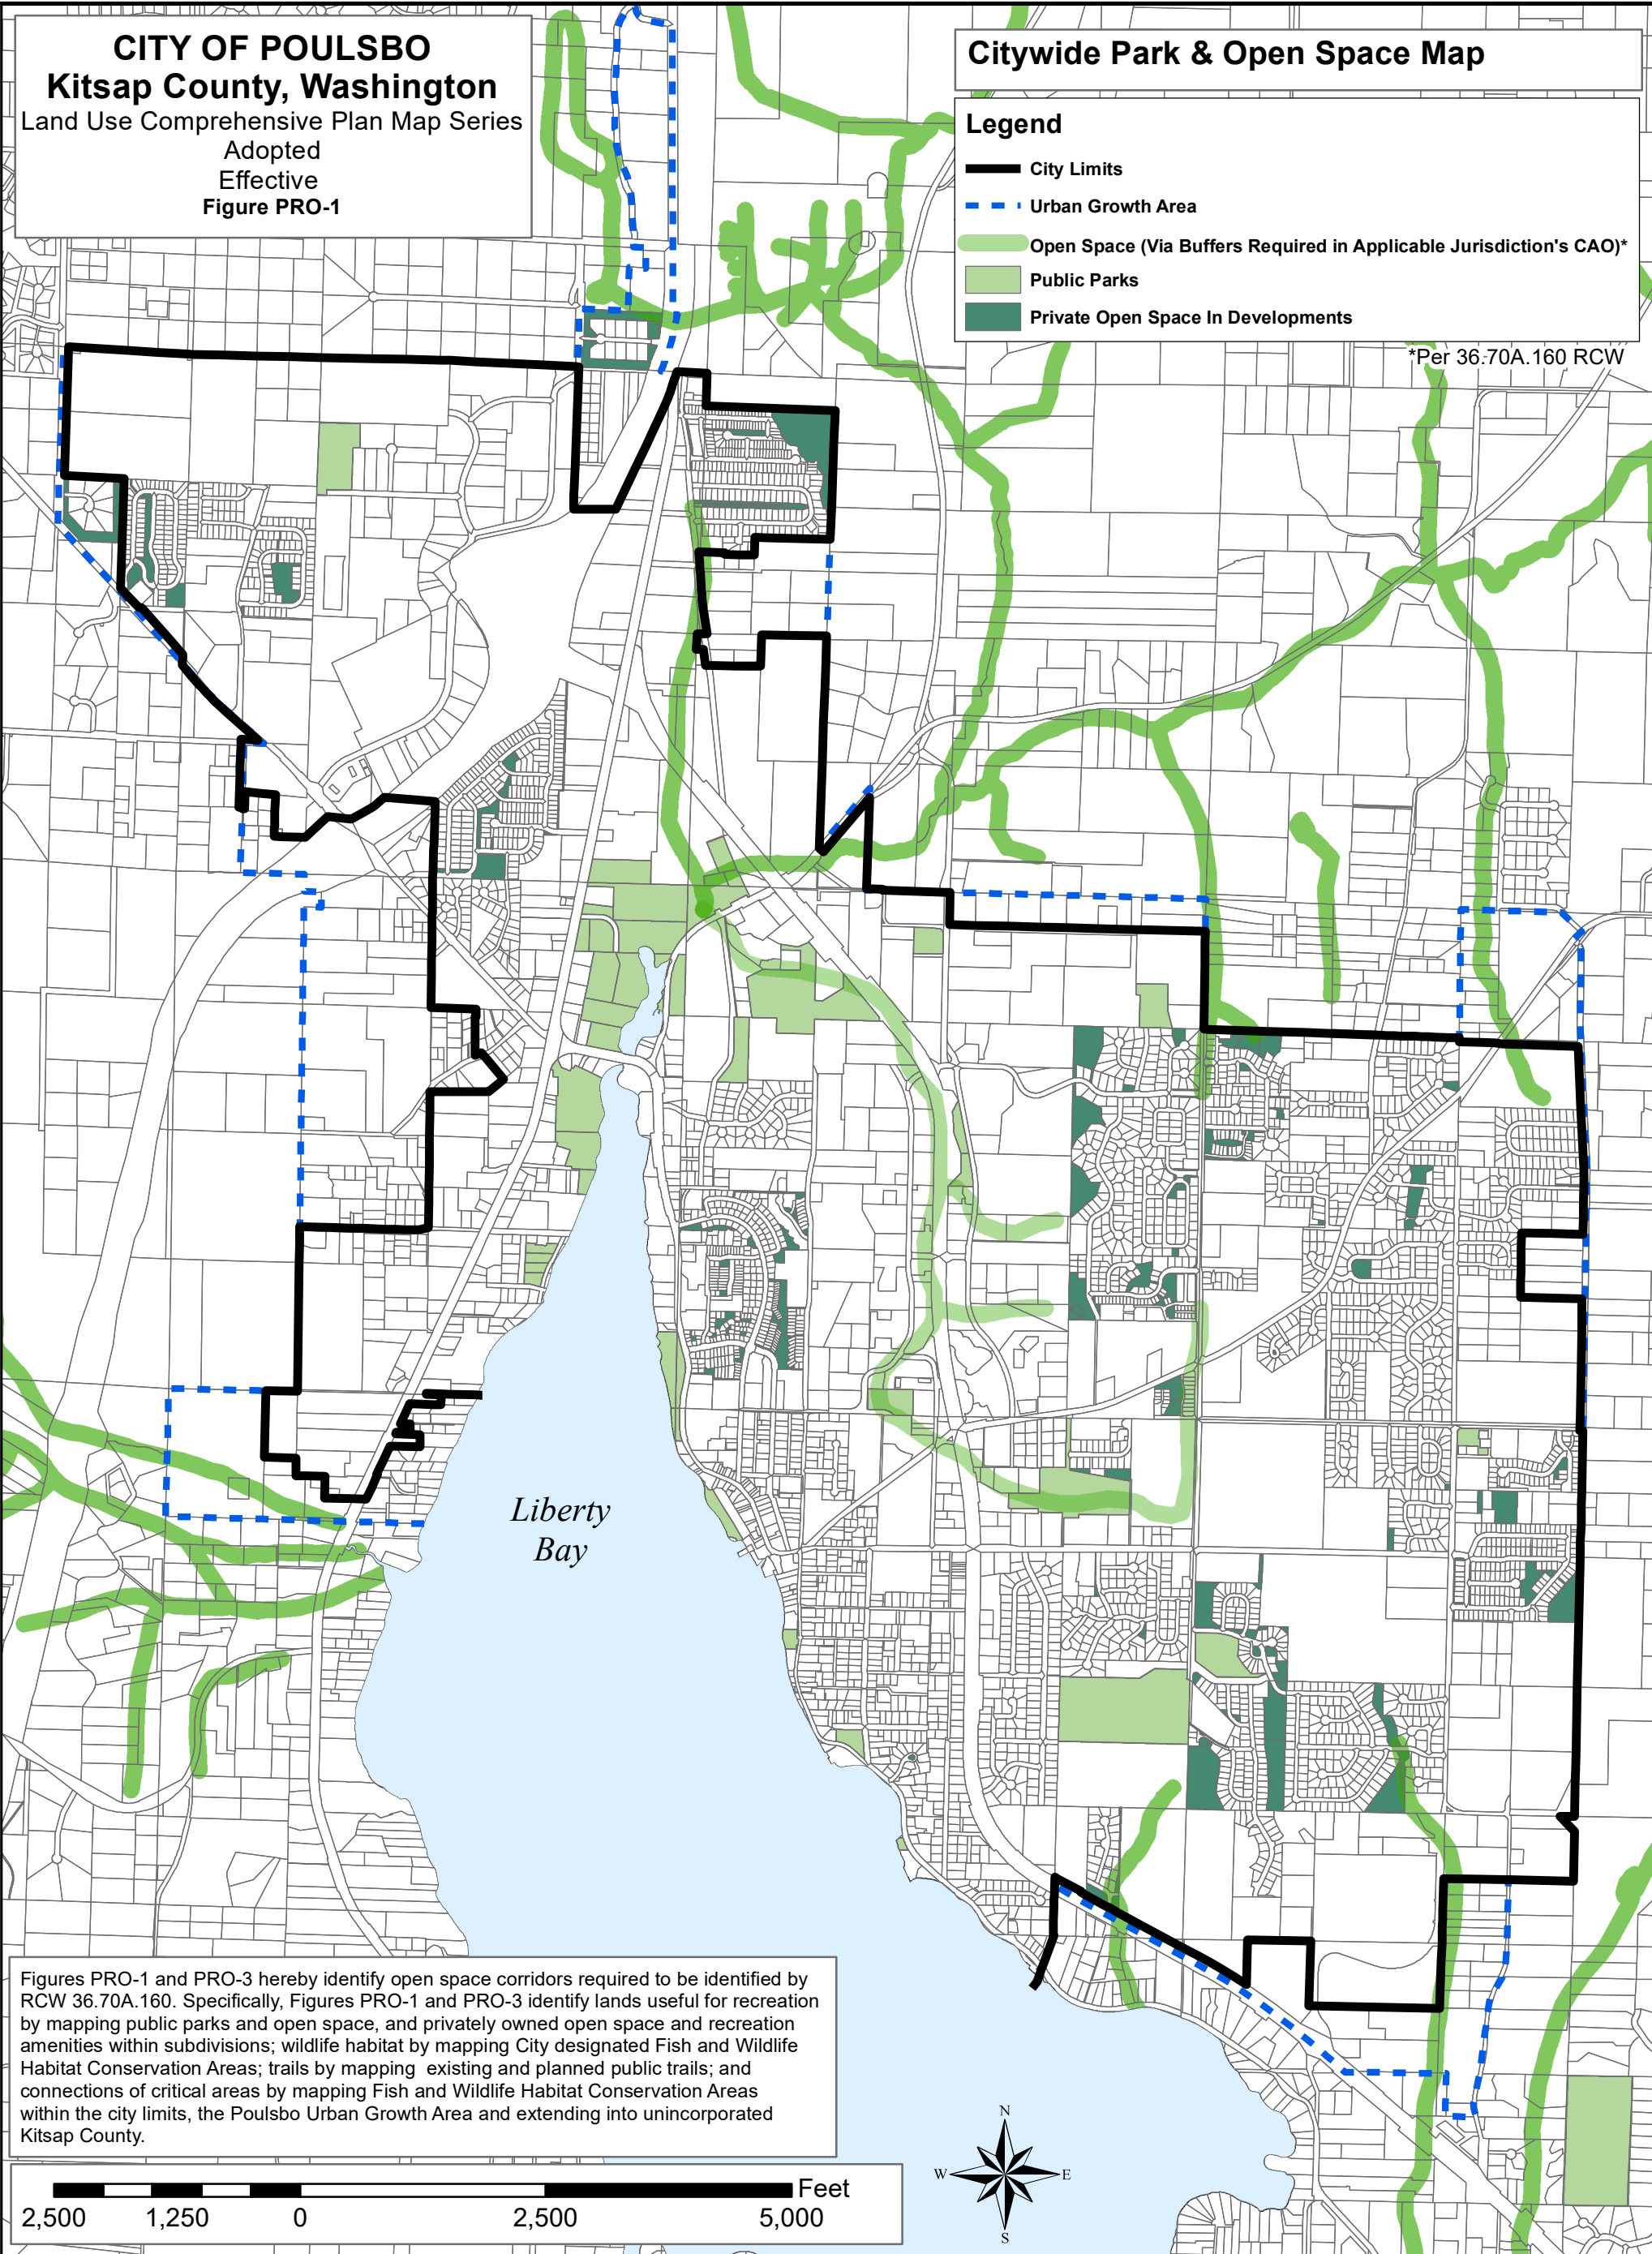 CITY OF POULSBO
Kitsap County, Washington
Land Use Comprehensive Plan Map Series
Adopted
Effective
Figure PRO-1
Citywide Park & Open Space Map
Legend
City Limits
Urban Growth Area
Open Space (Via Buffers Required in Applicable Jurisdiction's CAO)*
Public Parks
Private Open Space In Developments
*Per 36.70A.160 RCW
Liberty
Bay
Figures PRO-1 and PRO-3 hereby identify open space corridors required to be identified by
RCW 36.70A.160. Specifically, Figures PRO-1 and PRO-3 identify lands useful for recreation
by mapping public parks and open space, and privately owned open space and recreation
amenities within subdivisions; wildlife habitat by mapping City designated Fish and Wildlife
Habitat Conservation Areas; trails by mapping existing and planned public trails; and
connections of critical areas by mapping Fish and Wildlife Habitat Conservation Areas
within the city limits, the Poulsbo Urban Growth Area and extending into unincorporated
Kitsap County.
N
W E
S
Feet
2,500 1,250 0 2,500 5,000